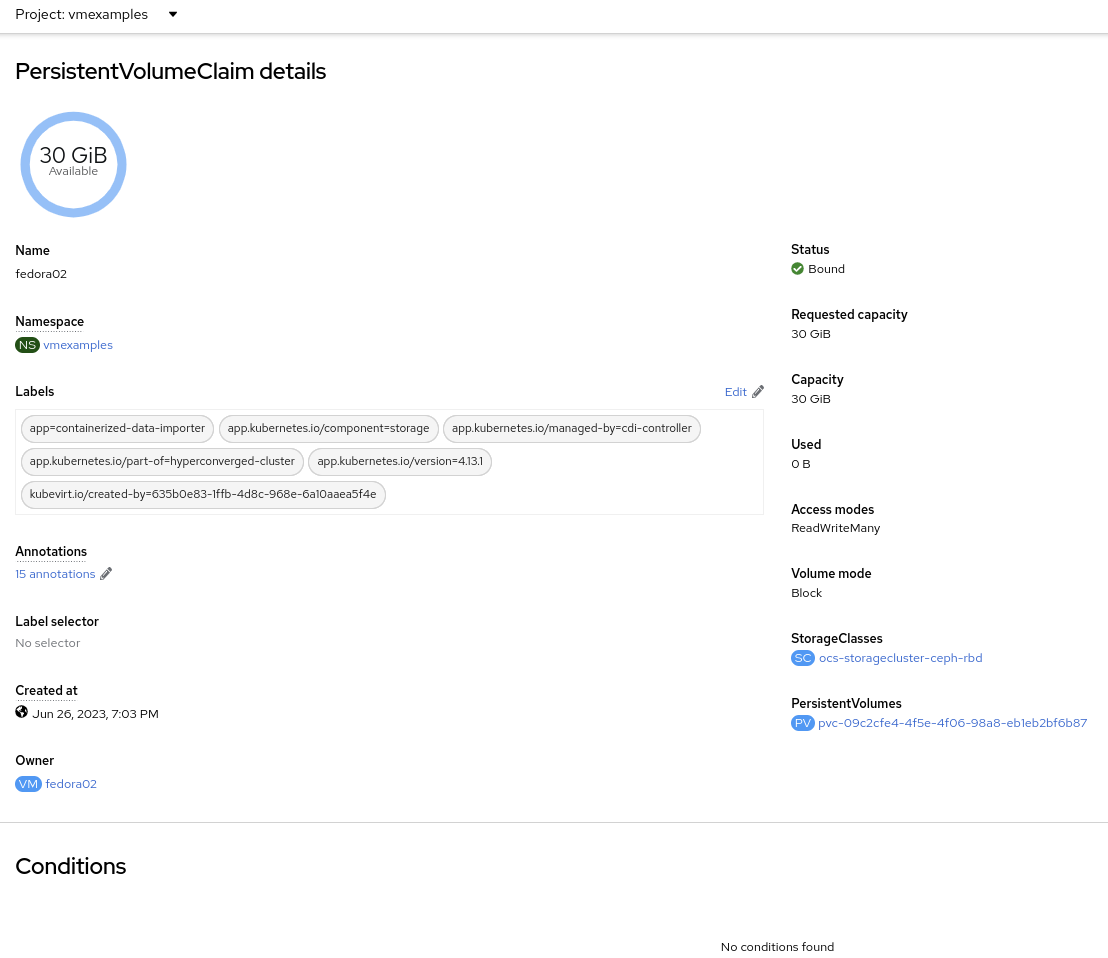 Project: vmexamples
PersistentVolumeClaim details
30 GiB
Available
Name
fedora02
Namespace
NS vmexamples
Labels
Edit
app=containerized-data-importer app.kubernetes.io/component=storage app.kubernetes.io/managed-by=cdi-controller
app.kubernetes.io/part-of=hyperconverged-cluster app.kubernetes.io/version=4.13.1
kubevirt.io/created-by=635b0e83-1ffb-4d8c-968e-6a10aaea5f4e
Annotations
15 annotations
Label selector
No selector
Created at
Jun 26, 2023, 7:03 PM
Owner
VM fedora02
Status
Bound
Requested capacity
30 GiB
Capacity
30 GiB
Used
0 B
Access modes
ReadWriteMany
Volume mode
Block
StorageClasses
SC ocs-storagecluster-ceph-rbd
PersistentVolumes
PV pvc-09c2cfe4-4f5e-4f06-98a8-eb1eb2bf6b87
Conditions
No conditions found